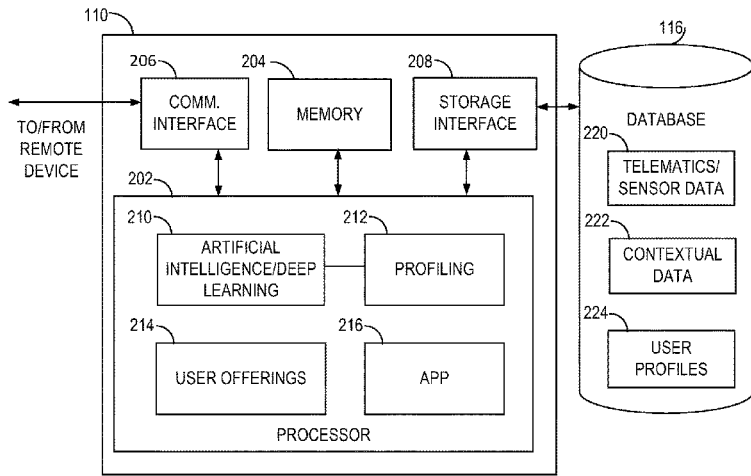 110
116
206
204
208
COMM.
INTERFACE
MEMORY
STORAGE
INTERFACE
TO/FROM
REMOTE
DEVICE
DATABASE
220
TELEMATICS/
SENSOR DATA
222
CONTEXTUAL
DATA
224
USER
PROFILES
202
210
212
ARTIFICIAL
INTELLIGENCE/DEEP
LEARNING
PROFILING
214
216
USER OFFERINGS
APP
PROCESSOR